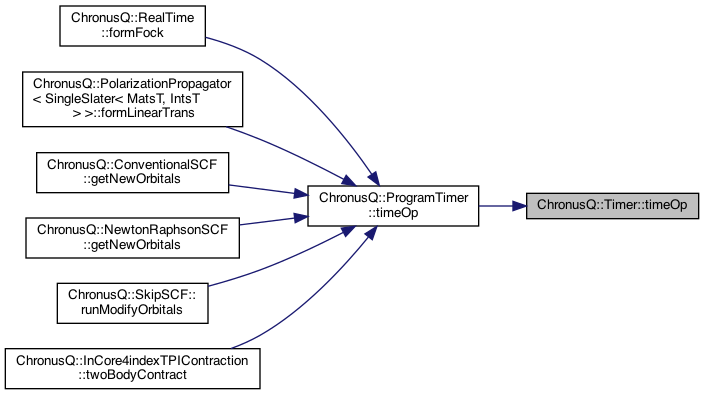 ChronusQ::RealTime
::formFock
ChronusQ::PolarizationPropagator
< SingleSlater< MatsT, IntsT
> >::formLinearTrans
ChronusQ::ConventionalSCF
::getNewOrbitals
ChronusQ::NewtonRaphsonSCF
::getNewOrbitals
ChronusQ::SkipSCF::
runModifyOrbitals
ChronusQ::InCore4indexTPIContraction
::twoBodyContract
ChronusQ::ProgramTimer
::timeOp
ChronusQ::Timer::timeOp